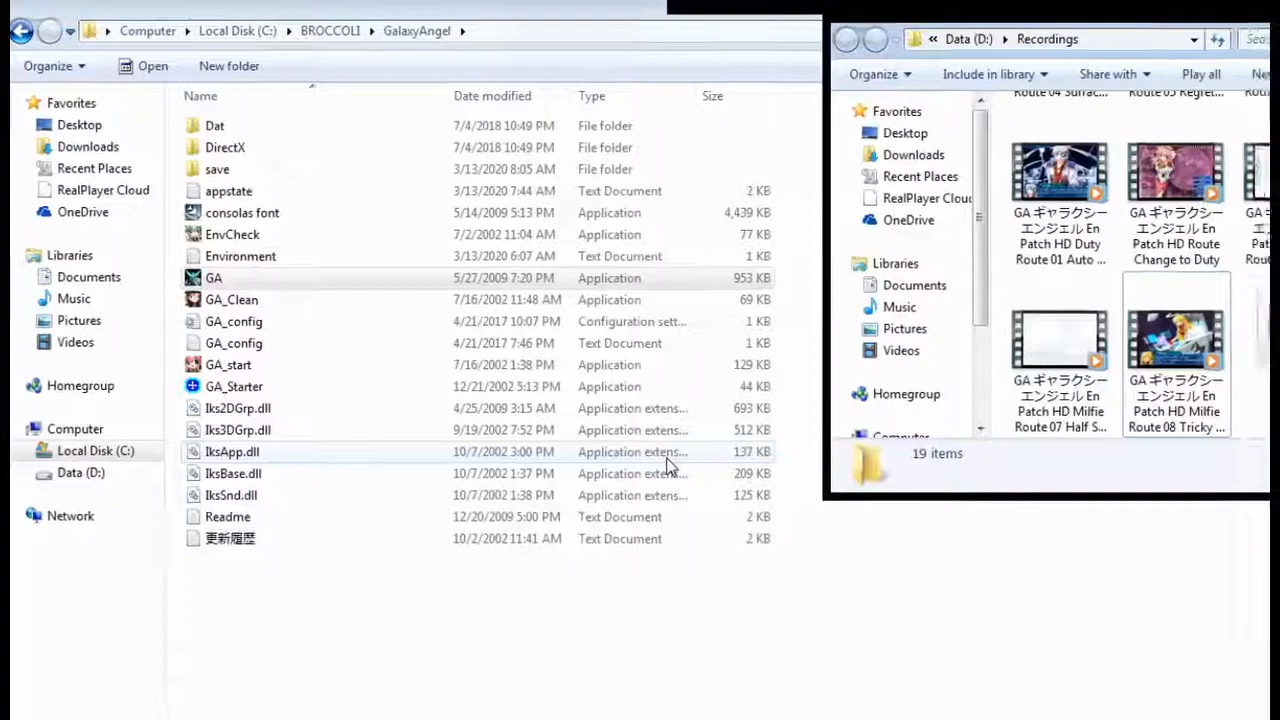 Computer Local Disk (C:) BROCCOLI GalaxyAngel
Organize Open New folder
Name Date modified Type Size
Favorites
Desktop
Downloads
Recent Places
RealPlayer Cloud
OneDrive
Libraries
Documents
Music
Pictures
Videos
Homegroup
Computer
Local Disk (C:)
Data (D:)
Network
Dat 7/4/2018 10:49 PM File folder
DirectX 7/4/2018 10:49 PM File folder
save 3/13/2020 8:05 AM File folder
appstate 3/13/2020 7:44 AM Text Document 2 KB
consolas font 5/14/2009 5:13 PM Application 4,439 KB
EnvCheck 7/2/2002 11:04 AM Application 77 KB
Environment 3/13/2020 6:07 AM Text Document 1 KB
GA 5/27/2009 7:20 PM Application 953 KB
GA_Clean 7/16/2002 11:48 AM Application 69 KB
GA_config 4/21/2017 10:07 PM Configuration sett... 1 KB
GA_config 4/21/2017 7:46 PM Text Document 1 KB
GA_start 7/16/2002 1:38 PM Application 129 KB
GA_Starter 12/21/2002 5:13 PM Application 44 KB
Iks2DGrp.dll 4/25/2009 3:15 AM Application extens... 693 KB
Iks3DGrp.dll 9/19/2002 7:52 PM Application extens... 512 KB
IksApp.dll 10/7/2002 3:00 PM Application extens... 137 KB
IksBase.dll 10/7/2002 1:37 PM Application extens... 209 KB
IksSnd.dll 10/7/2002 1:38 PM Application extens... 125 KB
Readme 12/20/2009 5:00 PM Text Document 2 KB
更新履歴 10/2/2002 11:41 AM Text Document 2 KB
« Data (D:) Recordings
Organize Include in library Share with Play all
Favorites
Desktop
Downloads
Recent Places
RealPlayer Clou
OneDrive
Libraries
Documents
Music
Pictures
Videos
Homegroup
Computer
GA ギャラクシー
エンジェル En
Patch HD Duty
Route 01 Auto ...
GA ギャラクシー
エンジェル En
Patch HD Route
Change to Duty
GA ギャラクシー
エンジェル En
Patch HD Milfie
Route 07 Half S...
GA ギャラクシー
エンジェル En
Patch HD Milfie
Route 08 Tricky ...
19 items